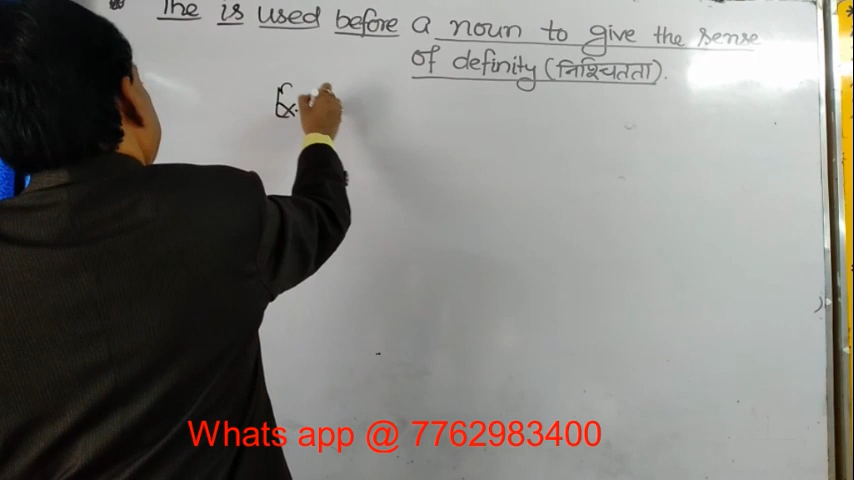 The is used before a noun to give the sense
of definity (निश्चितता).
Ex.
Whats app @ 7762983400